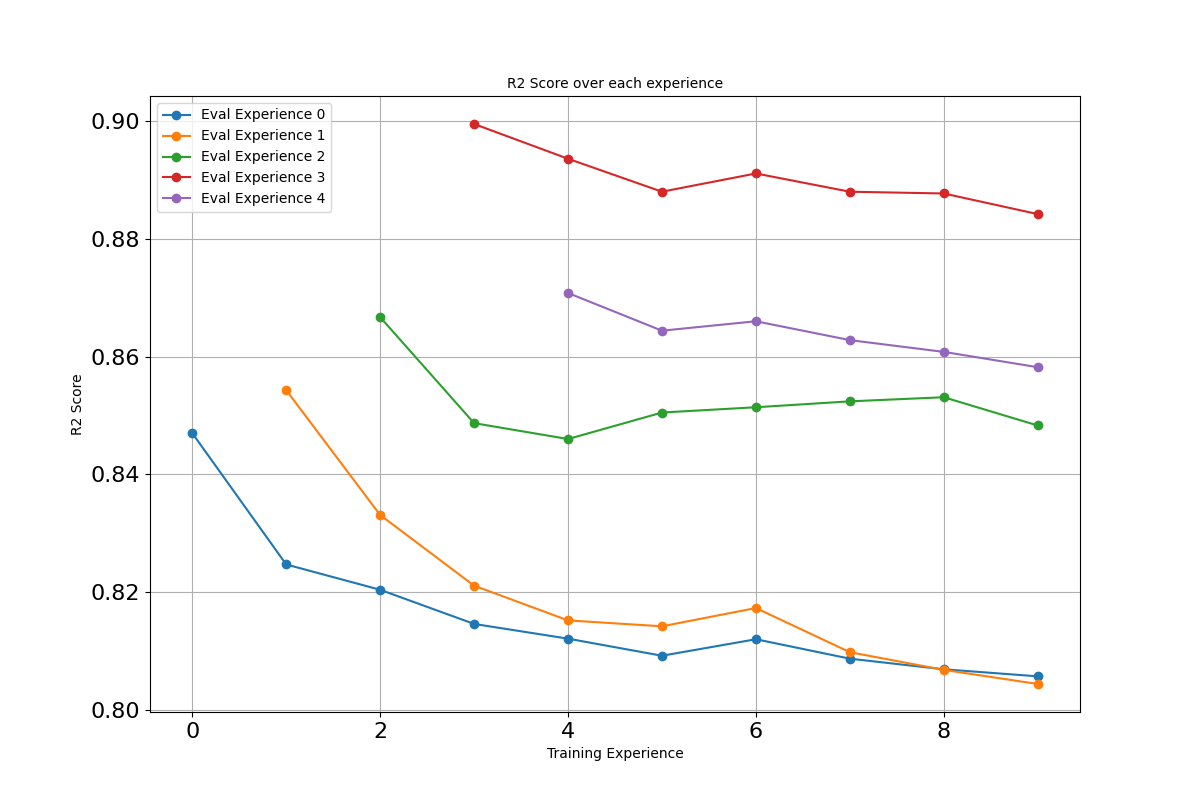 R2 Score over each experience
Eval Experience 0
Eval Experience 1
Eval Experience 2
Eval Experience 3
Eval Experience 4
0.90
0.88
0.86
0.84
0.82
0.80
R2 Score
0 2 4 6 8
Training Experience